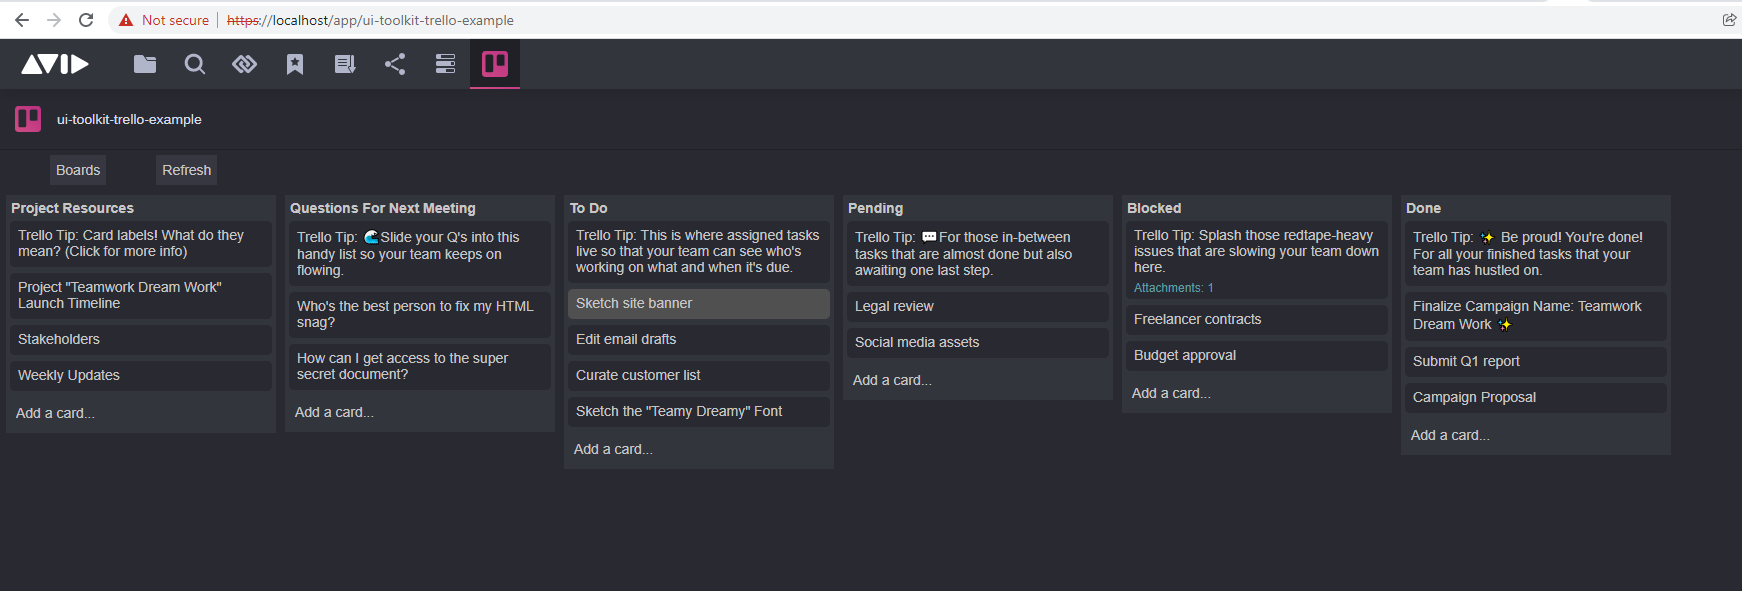 Not secure
https://localhost/app/ui-toolkit-trello-example
AVID
ui-toolkit-trello-example
Boards
Refresh
Project Resources
Trello Tip: Card labels! What do they
mean? (Click for more info)
Project "Teamwork Dream Work"
Launch Timeline
Stakeholders
Weekly Updates
Add a card...
Questions For Next Meeting
Trello Tip: 🌊Slide your Q's into this
handy list so your team keeps on
flowing.
Who's the best person to fix my HTML
snag?
How can I get access to the super
secret document?
Add a card...
To Do
Trello Tip: This is where assigned tasks
live so that your team can see who's
working on what and when it's due.
Sketch site banner
Edit email drafts
Curate customer list
Sketch the "Teamy Dreamy" Font
Add a card...
Pending
Trello Tip: 💬For those in-between
tasks that are almost done but also
awaiting one last step.
Legal review
Social media assets
Add a card...
Blocked
Trello Tip: Splash those redtape-heavy
issues that are slowing your team down
here.
Attachments: 1
Freelancer contracts
Budget approval
Add a card...
Done
Trello Tip: ✨ Be proud! You're done!
For all your finished tasks that your
team has hustled on.
Finalize Campaign Name: Teamwork
Dream Work ✨
Submit Q1 report
Campaign Proposal
Add a card...